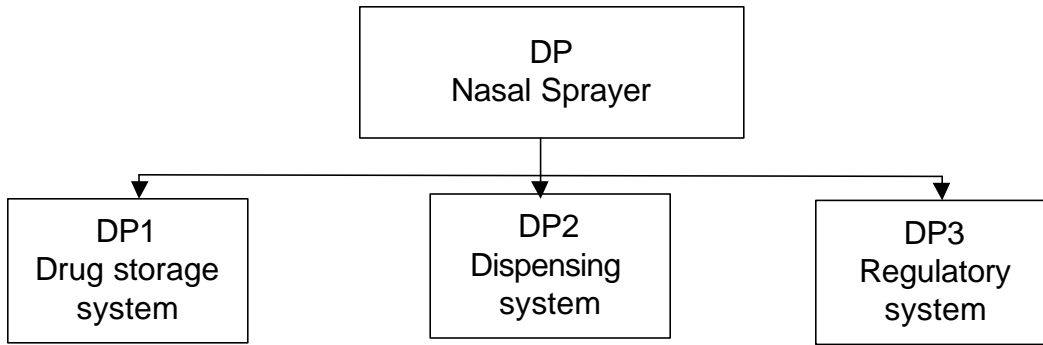 DP
Nasal Sprayer
DP1
Drug storage
system
DP2
Dispensing
system
DP3
Regulatory
system